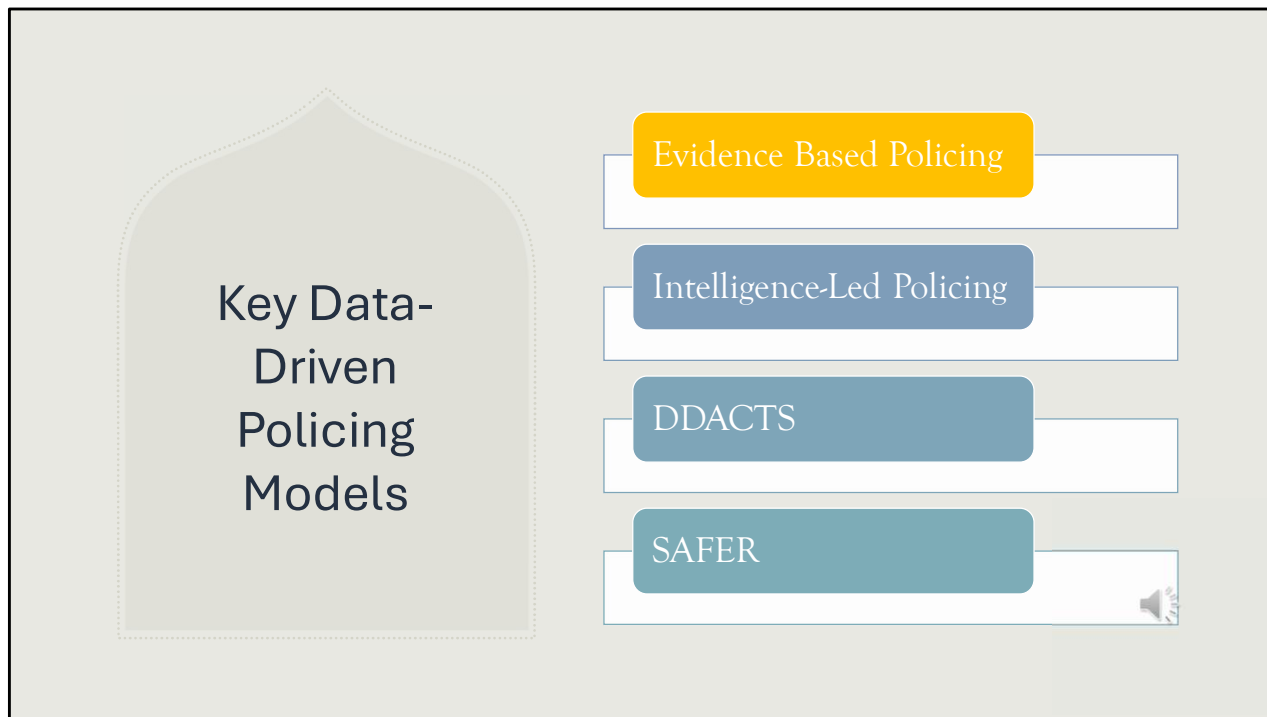 Key Data-
Driven
Policing
Models
Evidence Based Policing
Intelligence-Led Policing
DDACTS
SAFER